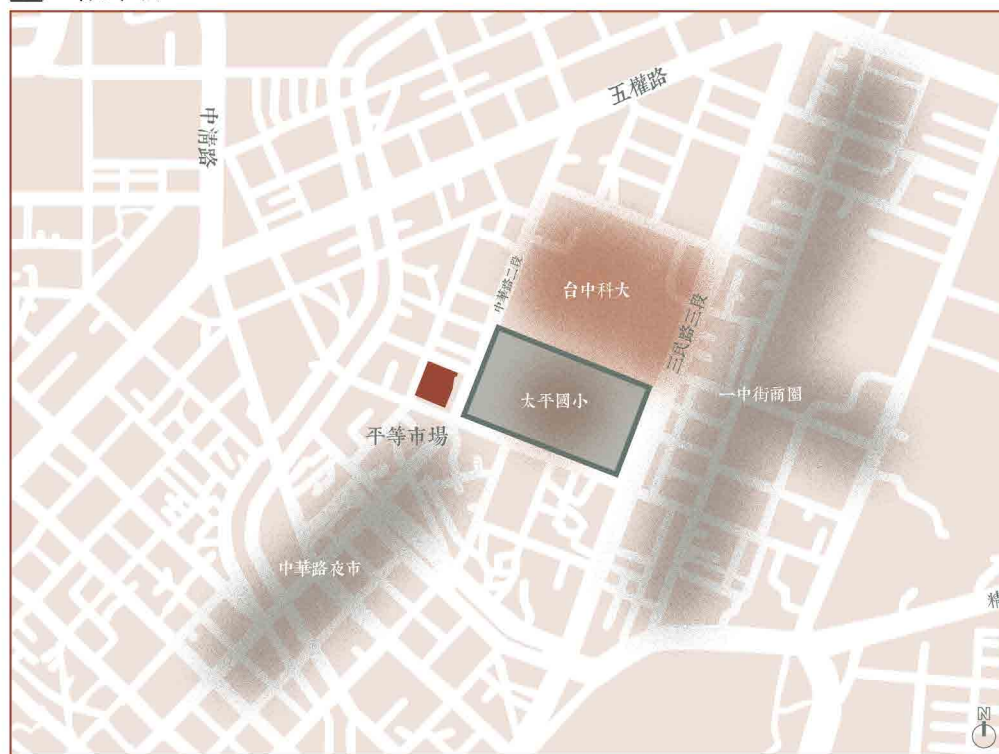 五權路
中清路
中華路二段
台中科大
三民路三段
太平國小
一中街商圈
平等市場
中華路夜市
精
N